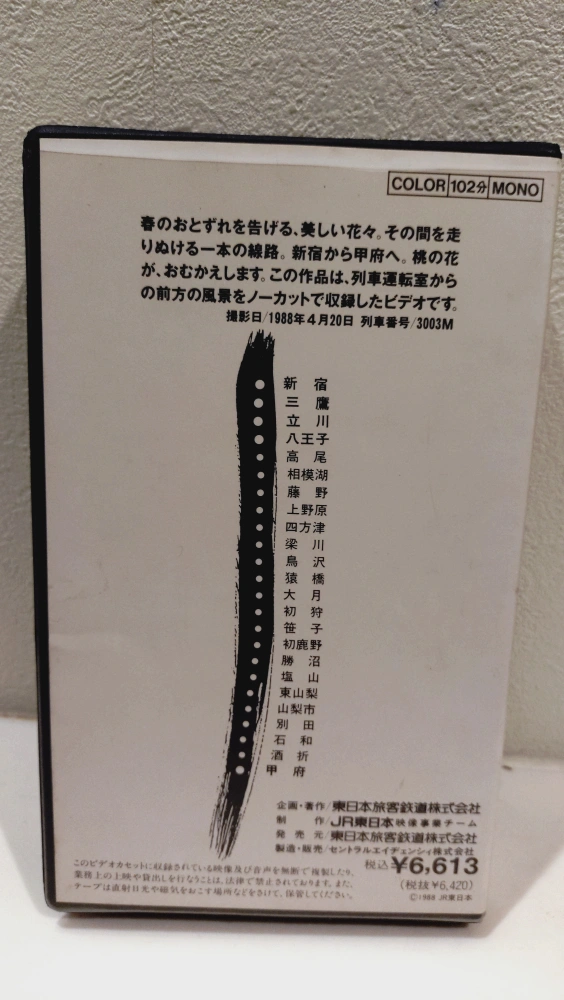 COLOR 102分 MONO
春のおとずれを告げる、美しい花々。その間を走
りぬける一本の線路。新宿から甲府へ。桃の花
が、おむかえします。この作品は、列車運転室から
の前方の風景をノーカットで収録したビデオです。
撮影日/1988年4月20日 列車番号/3003M
新宿
三鷹
立川
八王子
高尾
相模湖
藤野
上野原
四方津
梁川
鳥沢
猿橋
大月
初狩
笹子
初鹿野
勝沼
塩山
東山梨
山梨市
別田
石和
酒折
甲府
企画・著作/東日本旅客鉄道株式会社
制作/JR東日本映像事業チーム
発売元/東日本旅客鉄道株式会社
製造・販売/セントラルエイヂェンシィ株式会社
税込¥6,613
(税抜¥6,420)
©1988 JR東日本
このビデオカセットに収録されている映像及び音声を無断で複製したり、
業務上の上映や貸出しを行なうことは、法律で禁止されております。また、
テープは直射日光や磁気をおこす場所などをさけて、保管してください。